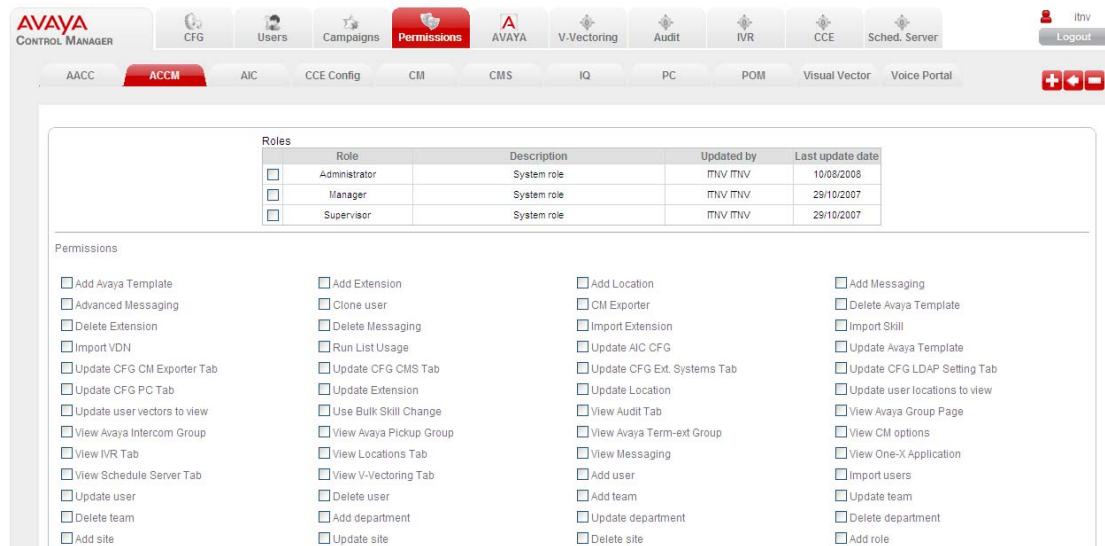 AVAYA
CONTROL MANAGER
CFG Users Campaigns Permissions AVAYA V-Vectoring Audit IVR CCE Sched. Server
itnv
Logout
AACC ACCM AIC CCE Config CM CMS IQ PC POM Visual Vector Voice Portal
Roles
Role Description Updated by Last update date
Administrator System role ITNV ITNV 10/08/2008
Manager System role ITNV ITNV 29/10/2007
Supervisor System role ITNV ITNV 29/10/2007
Permissions
Add Avaya Template Add Extension Add Location Add Messaging
Advanced Messaging Clone user CM Exporter Delete Avaya Template
Delete Extension Delete Messaging Import Extension Import Skill
Import VDN Run List Usage Update AIC CFG Update Avaya Template
Update CFG CM Exporter Tab Update CFG CMS Tab Update CFG Ext. Systems Tab Update CFG LDAP Setting Tab
Update CFG PC Tab Update Extension Update Location Update user locations to view
Update user vectors to view Use Bulk Skill Change View Audit Tab View Avaya Group Page
View Avaya Intercom Group View Avaya Pickup Group View Avaya Term-ext Group View CM options
View IVR Tab View Locations Tab View Messaging View One-X Application
View Schedule Server Tab View V-Vectoring Tab Add user Import users
Update user Delete user Add team Update team
Delete team Add department Update department Delete department
Add site Update site Delete site Add role